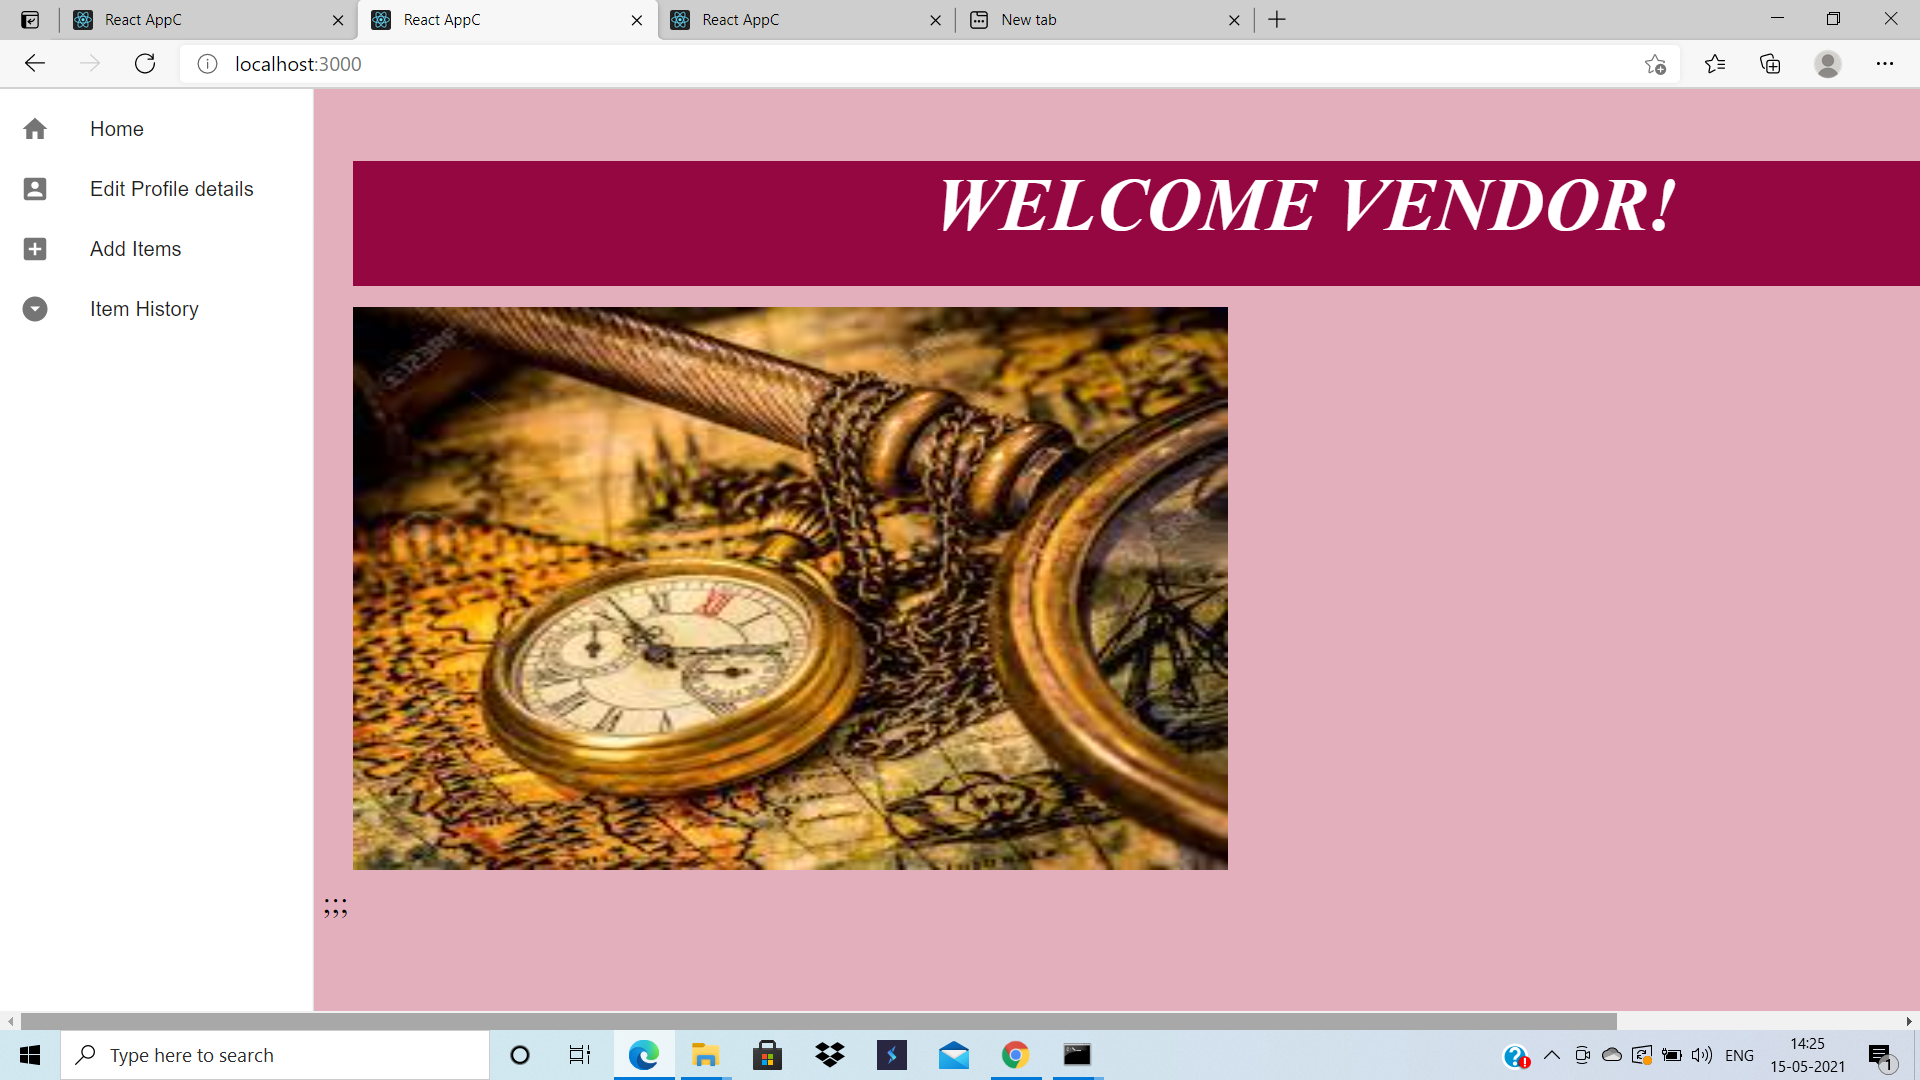 React AppC
React AppC
React AppC
New tab
localhost:3000
Home
Edit Profile details
Add Items
Item History
WELCOME VENDOR!
;;;
Type here to search
ENG
14:25
15-05-2021
1